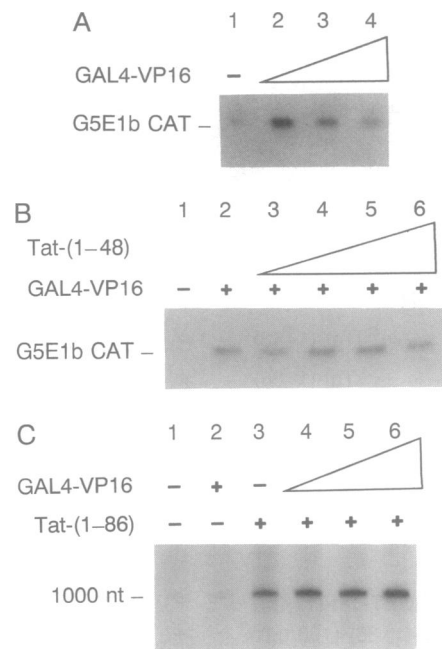 A
1 2 3 4
GAL4-VP16 –
G5E1b CAT –
B
1 2 3 4 5 6
Tat-(1–48)
GAL4-VP16 – + + + + +
G5E1b CAT –
C
1 2 3 4 5 6
GAL4-VP16 – + –
Tat-(1–86) – – + + + +
1000 nt –